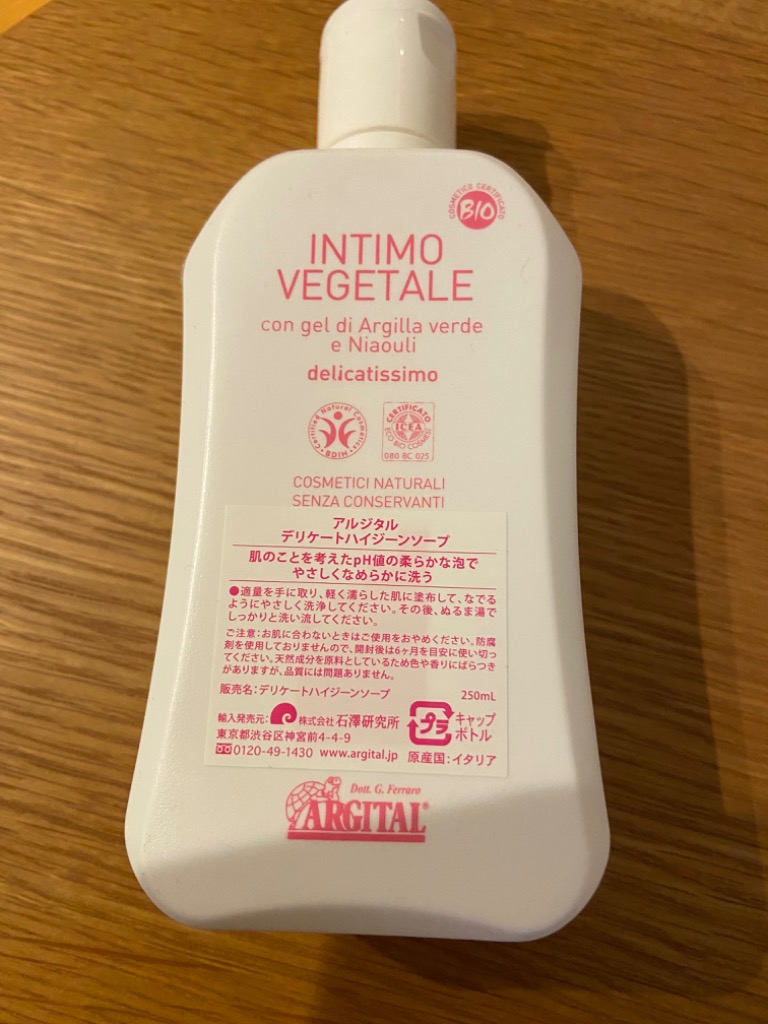 COSMETICO CERTIFICATO
BIO
INTIMO
VEGETALE
con gel di Argilla verde
e Niaouli
delicatissimo
Certified Natural Cosmetics
BDIH
CERTIFICATO
ICEA
ECO BIO COSMESI
080 BC 025
COSMETICI NATURALI
SENZA CONSERVANTI
アルジタル
デリケートハイジーンソープ
肌のことを考えたpH値の柔らかな泡で
やさしくなめらかに洗う
●適量を手に取り、軽く濡らした肌に塗布して、なでる
ようにやさしく洗浄してください。その後、ぬるま湯で
しっかりと洗い流してください。
ご注意：お肌に合わないときはご使用をおやめください。防腐
剤を使用しておりませんので、開封後は6ヶ月を目安に使い切っ
てください。天然成分を原料としているため色や香りにばらつき
がありますが、品質には問題ありません。
販売名：デリケートハイジーンソープ 250mL
輸入発売元： 株式会社 石澤研究所
東京都渋谷区神宮前4-4-9
0120-49-1430 www.argital.jp
プラ
キャップ
ボトル
原産国：イタリア
Dott. G. Ferraro
ARGITAL®